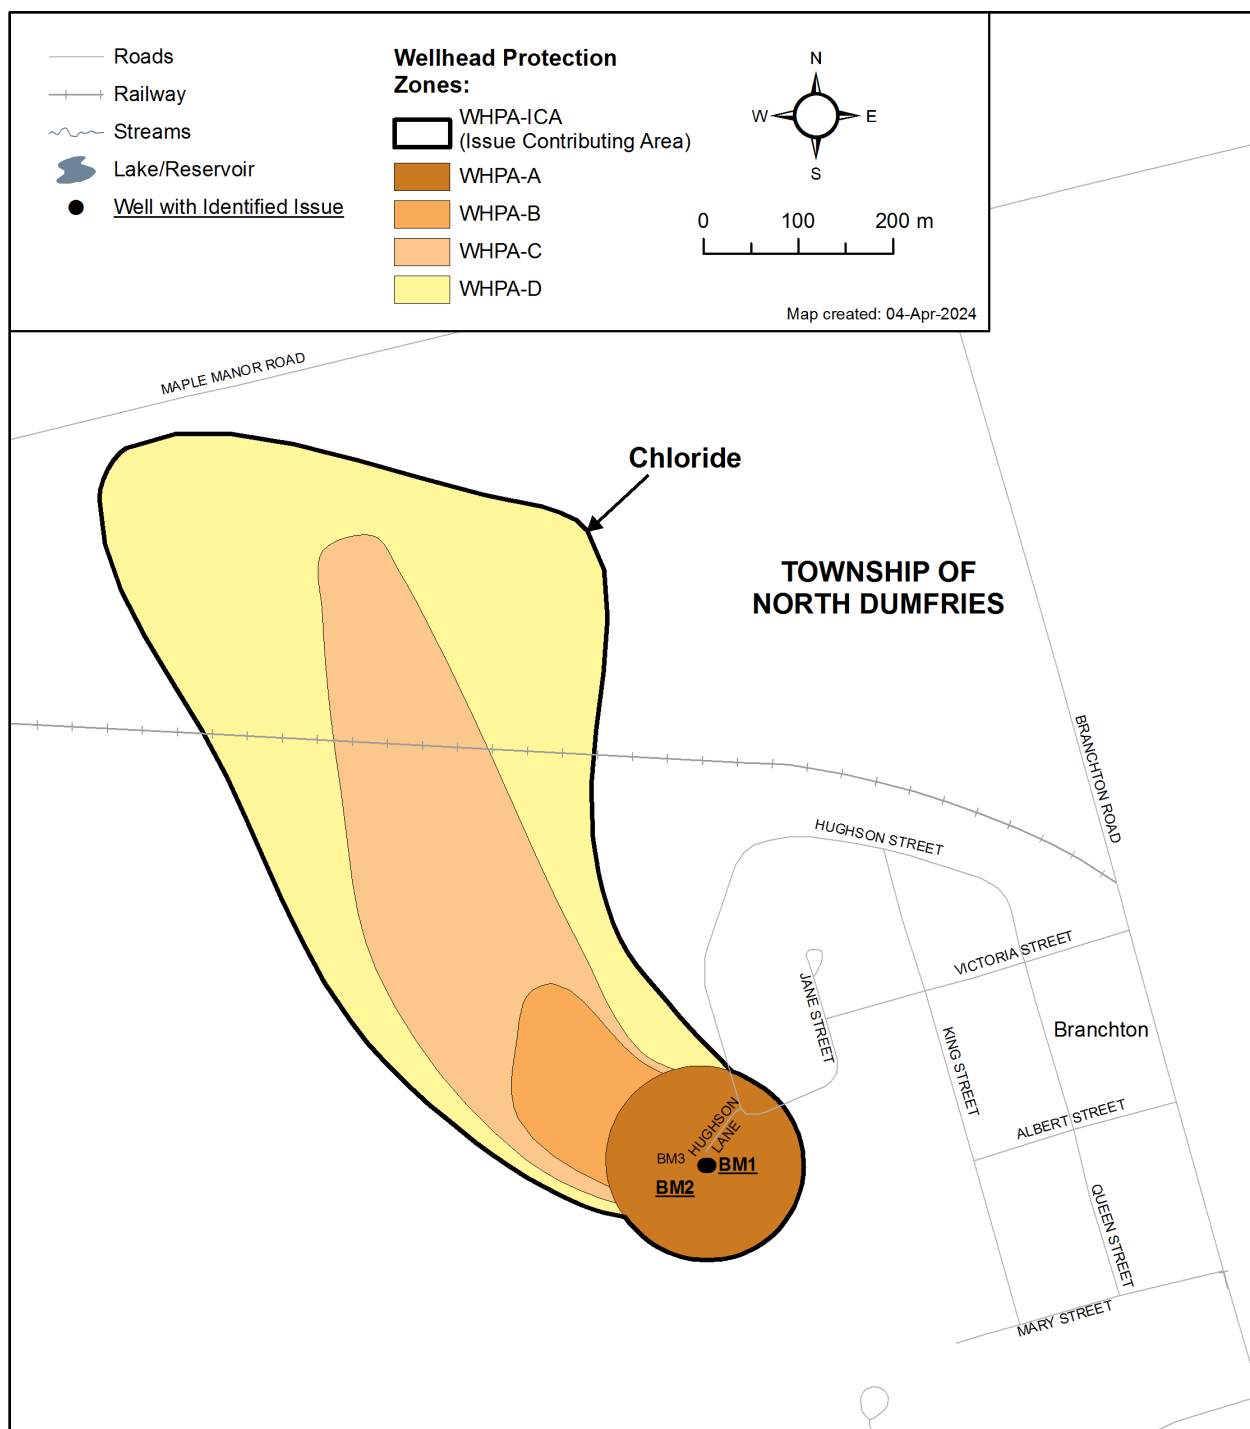 Roads
Railway
Streams
Lake/Reservoir
Well with Identified Issue
Wellhead Protection
Zones:
WHPA-ICA
(Issue Contributing Area)
WHPA-A
WHPA-B
WHPA-C
WHPA-D
N
W
E
S
0 100 200 m
Map created: 04-Apr-2024
MAPLE MANOR ROAD
Chloride
TOWNSHIP OF
NORTH DUMFRIES
BRANCHTON ROAD
HUGHSON STREET
VICTORIA STREET
JANE STREET
Branchton
KING STREET
ALBERT STREET
HUGHSON
LANE
BM3
BM1
BM2
QUEEN STREET
MARY STREET